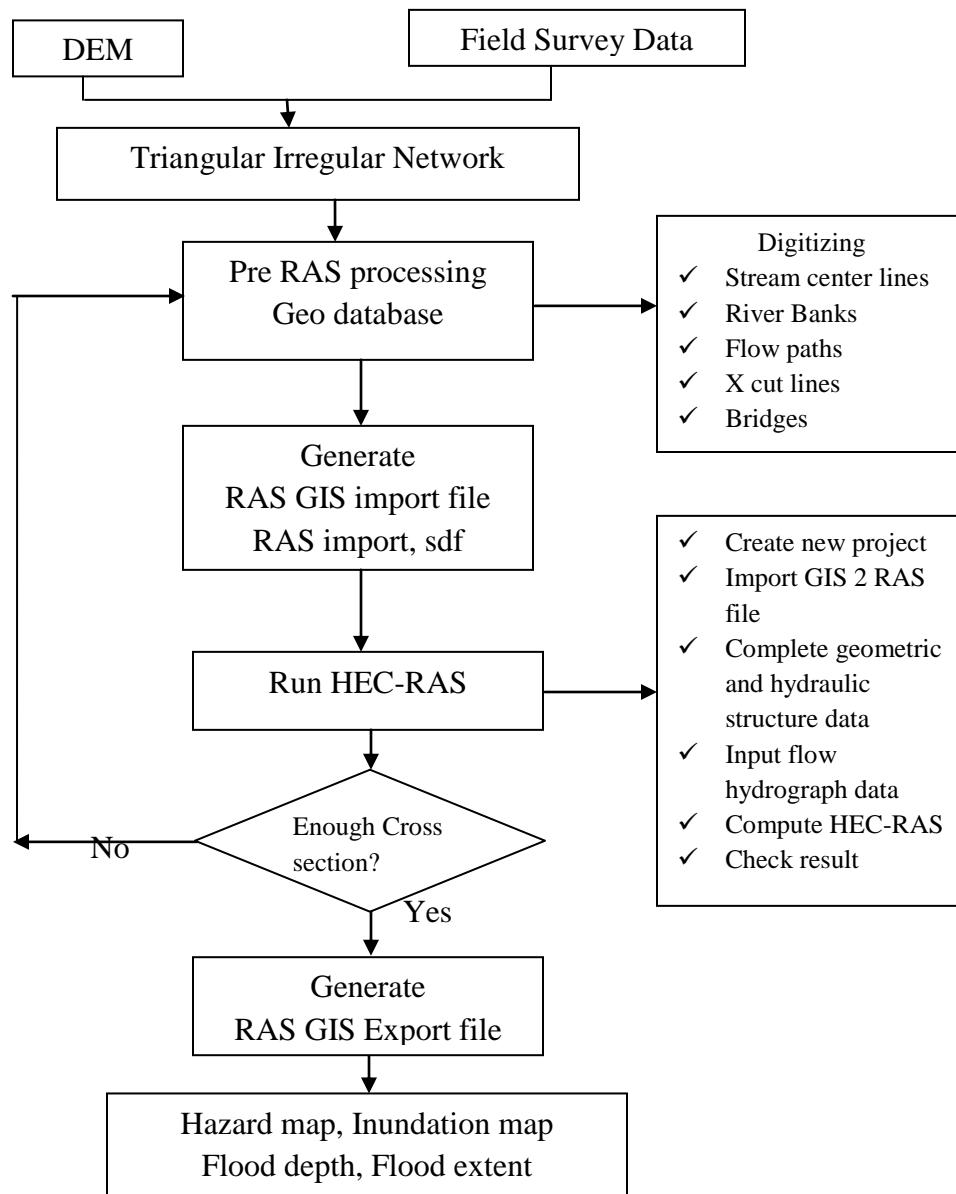 DEM
Field Survey Data
Triangular Irregular Network
Pre RAS processing
Geo database
Digitizing
✓ Stream center lines
✓ River Banks
✓ Flow paths
✓ X cut lines
✓ Bridges
Generate
RAS GIS import file
RAS import, sdf
Run HEC-RAS
✓ Create new project
✓ Import GIS 2 RAS
file
✓ Complete geometric
and hydraulic
structure data
✓ Input flow
hydrograph data
✓ Compute HEC-RAS
✓ Check result
Enough Cross
section?
No
Yes
Generate
RAS GIS Export file
Hazard map, Inundation map
Flood depth, Flood extent